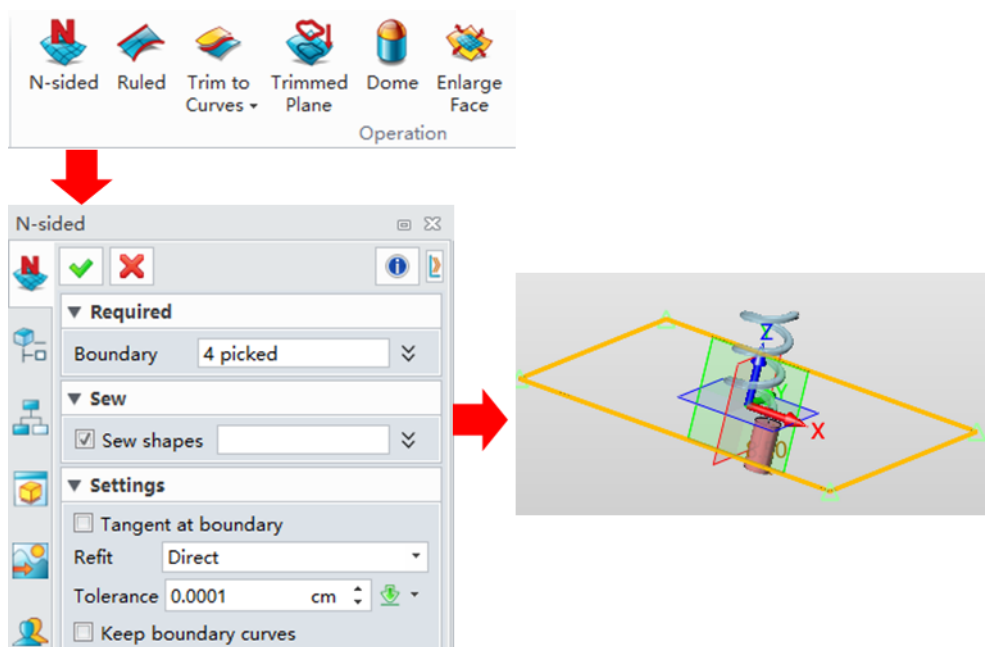 N-sided Ruled Trim to Curves Trimmed Plane Dome Enlarge Face
Operation
N-sided
Required
Boundary 4 picked
Sew
Sew shapes
Settings
Tangent at boundary
Refit Direct
Tolerance 0.0001 cm
Keep boundary curves
Z
Y
X